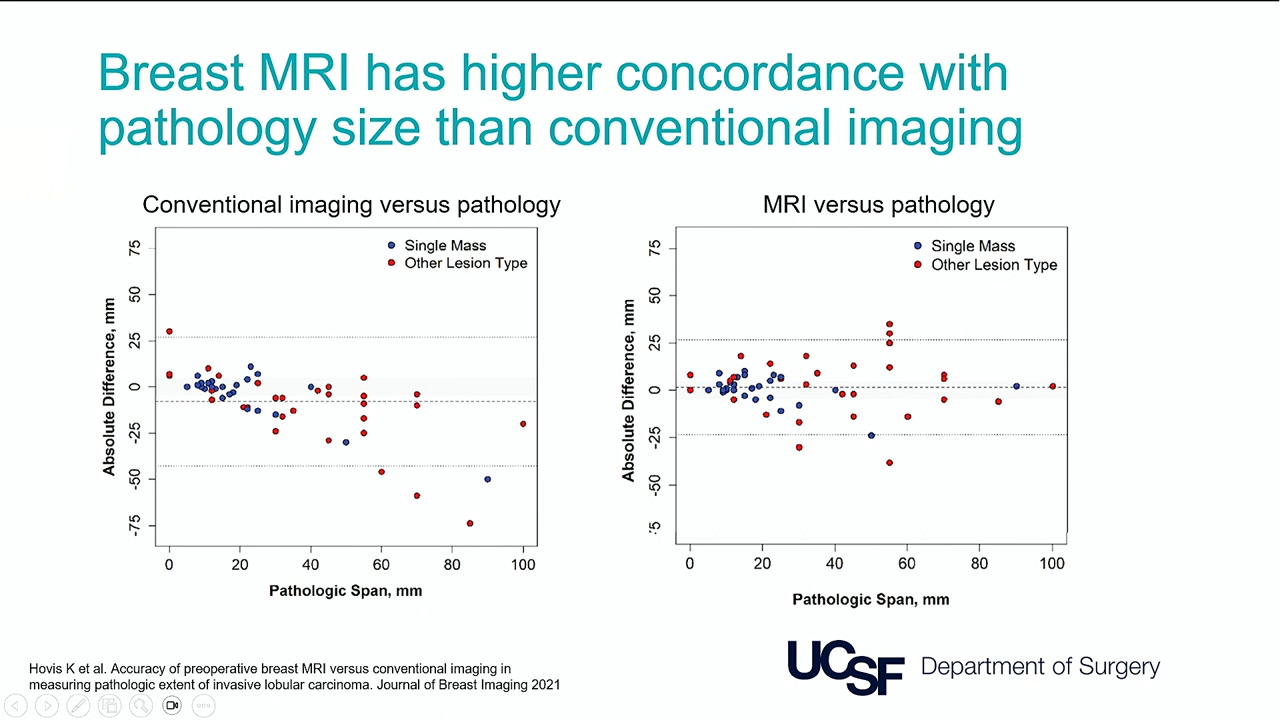 Breast MRI has higher concordance with
pathology size than conventional imaging
Conventional imaging versus pathology
Single Mass
Other Lesion Type
Absolute Difference, mm
75
50
25
0
-25
-50
-75
0 20 40 60 80 100
Pathologic Span, mm
MRI versus pathology
Single Mass
Other Lesion Type
Absolute Difference, mm
75
50
25
0
-25
-50
75
0 20 40 60 80 100
Pathologic Span, mm
Hovis K et al. Accuracy of preoperative breast MRI versus conventional imaging in
measuring pathologic extent of invasive lobular carcinoma. Journal of Breast Imaging 2021
UCSF Department of Surgery